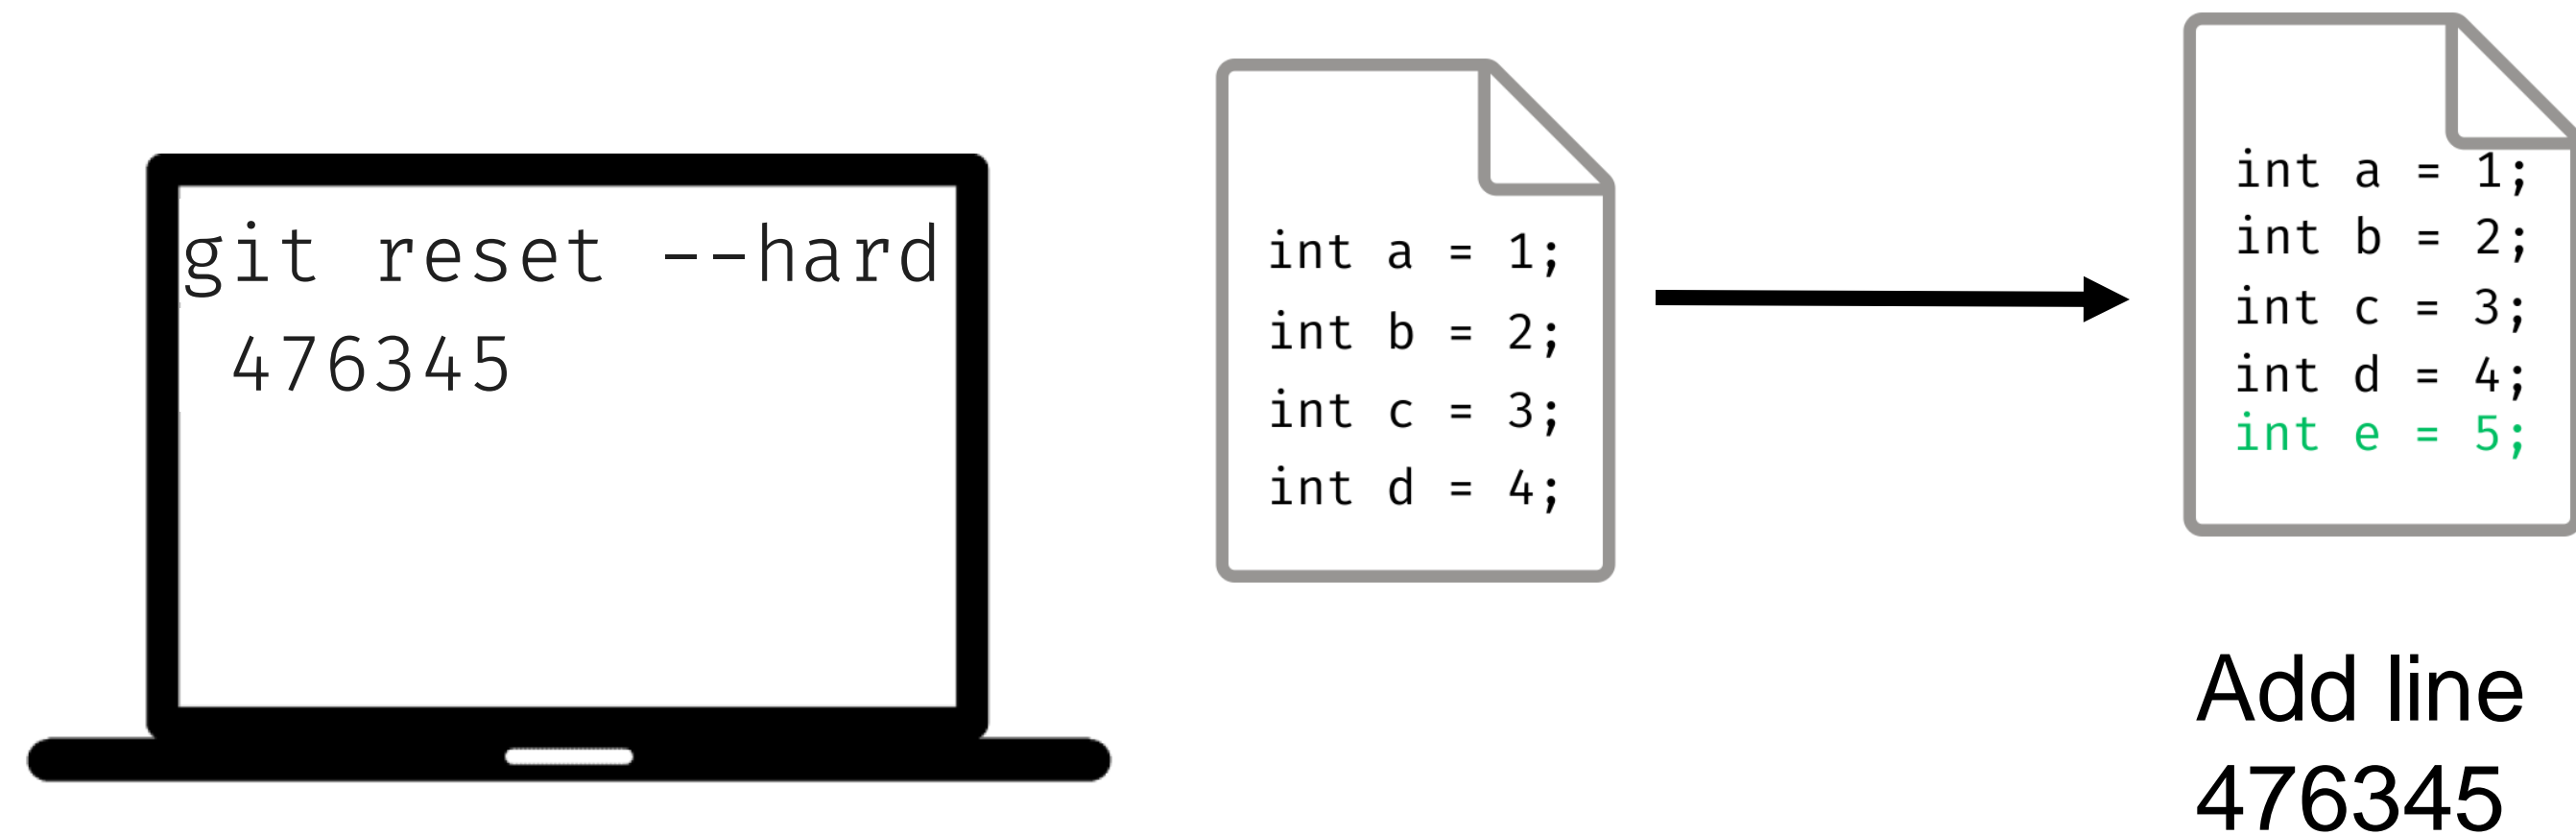 git reset --hard
476345
int a = 1;
int b = 2;
int c = 3;
int d = 4;
int a = 1;
int b = 2;
int c = 3;
int d = 4;
int e = 5;
Add line
476345